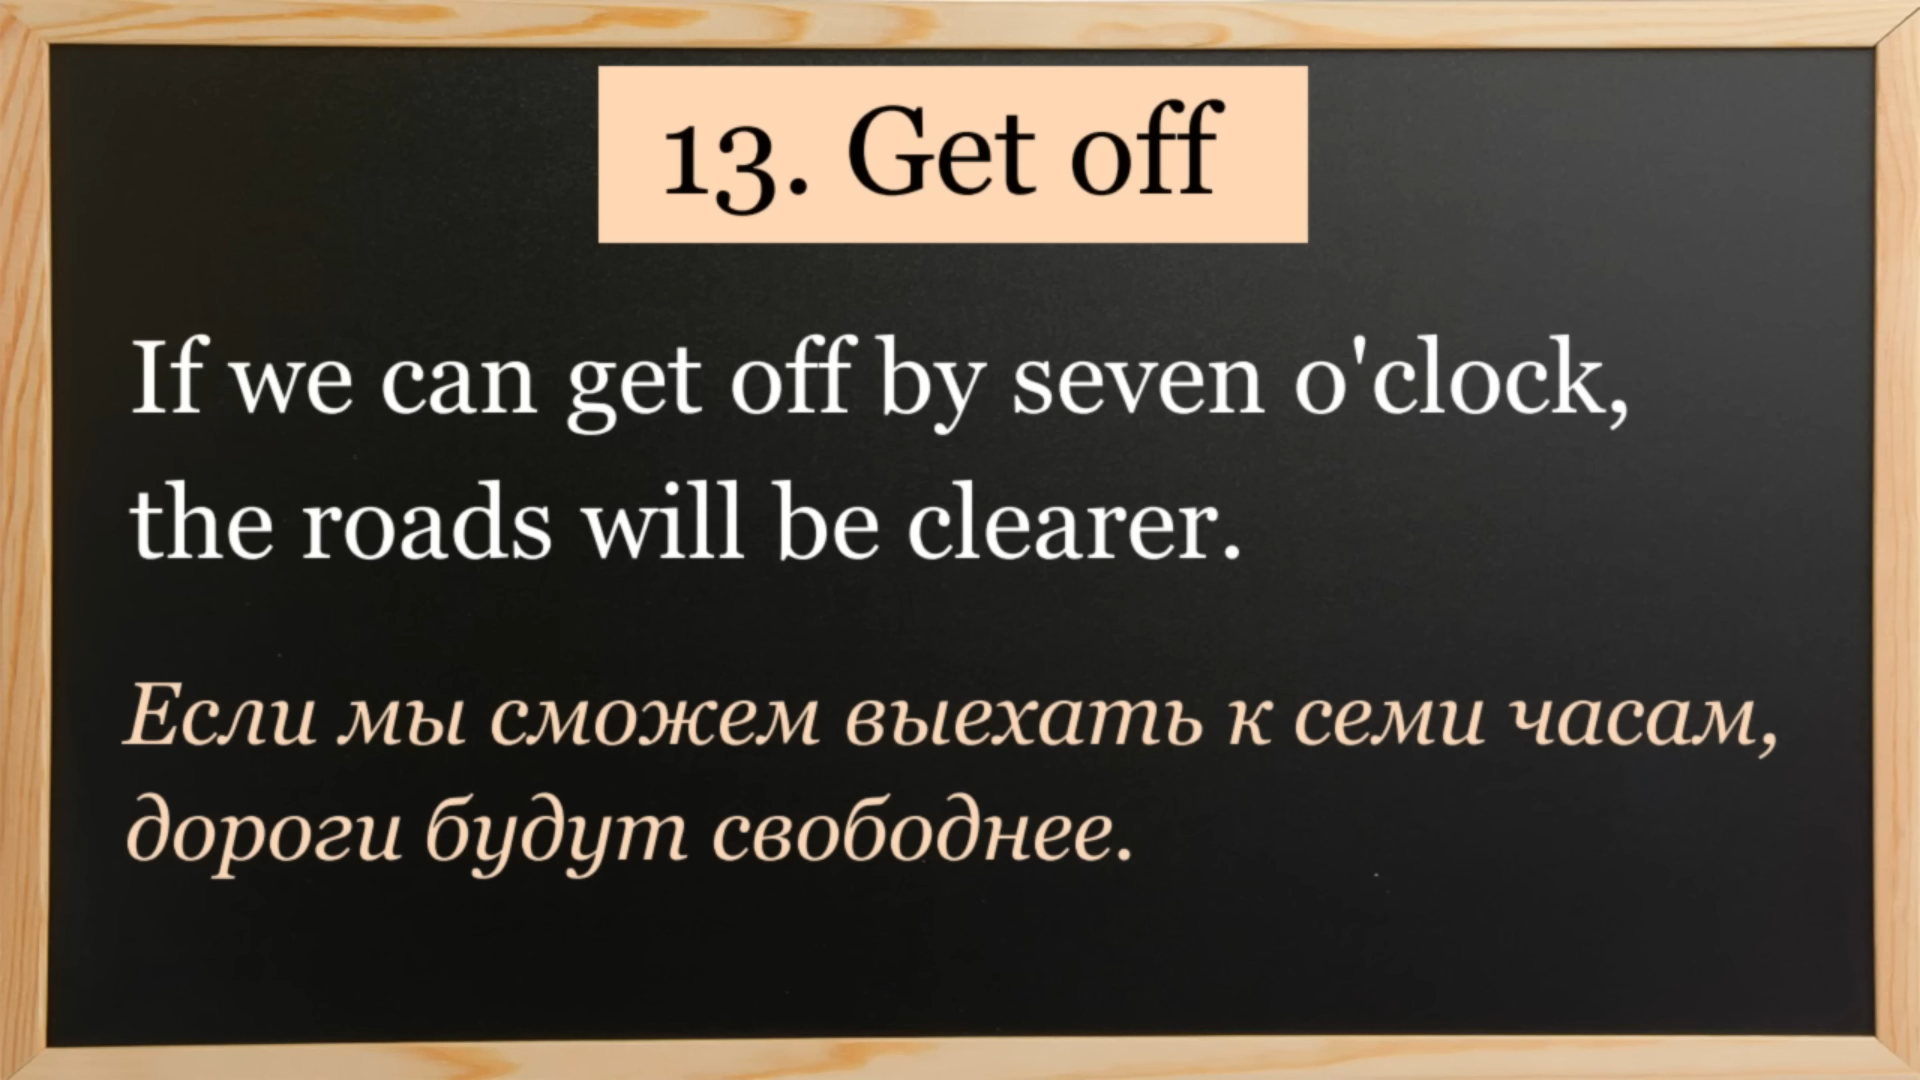 13. Get off
If we can get off by seven o'clock,
the roads will be clearer.
Если мы сможем выехать к семи часам,
дороги будут свободнее.